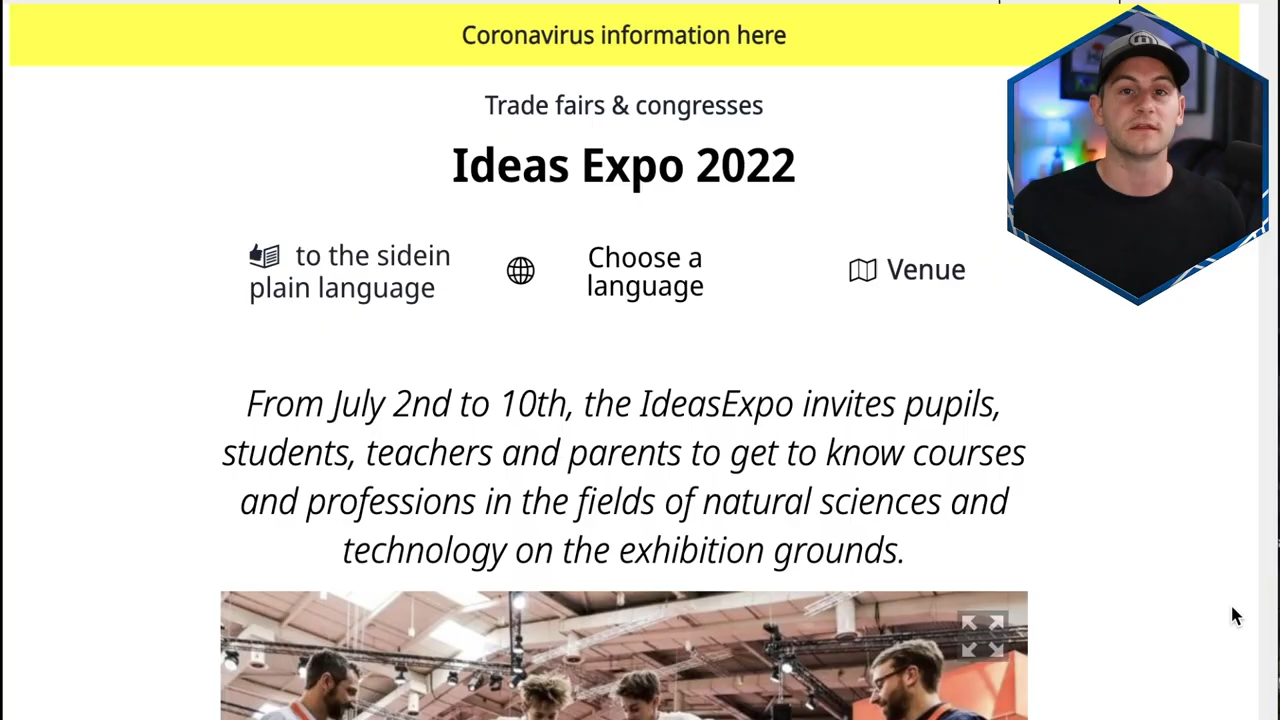 Coronavirus information here
Trade fairs & congresses
Ideas Expo 2022
to the sidein
plain language
Choose a
language
Venue
From July 2nd to 10th, the IdeasExpo invites pupils,
students, teachers and parents to get to know courses
and professions in the fields of natural sciences and
technology on the exhibition grounds.